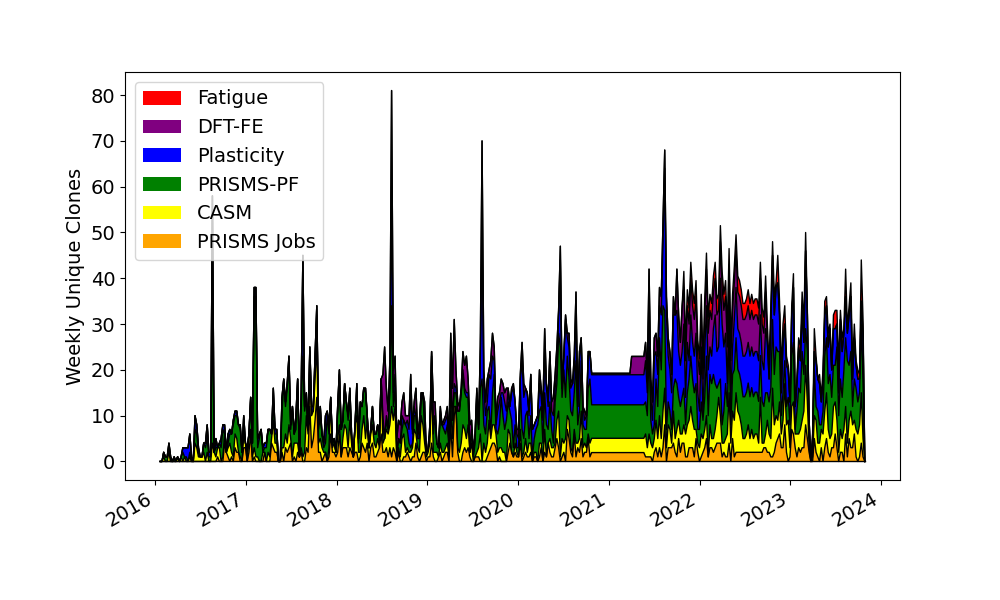 Fatigue
DFT-FE
Plasticity
PRISMS-PF
CASM
PRISMS Jobs
Weekly Unique Clones
80
70
60
50
40
30
20
10
0
2016
2017
2018
2019
2020
2021
2022
2023
2024